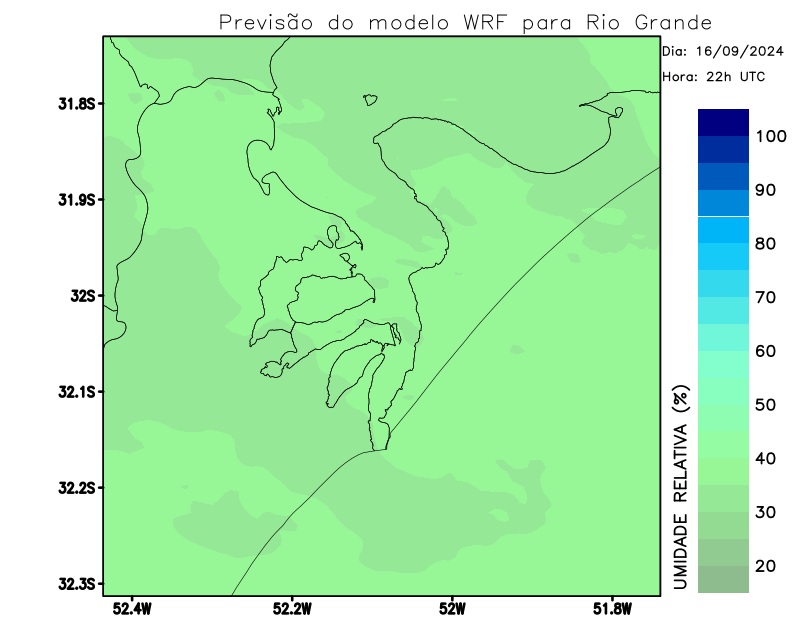 Previsão do modelo WRF para Rio Grande
Dia: 16/09/2024
Hora: 22h UTC
31.8S
31.9S
32S
32.1S
32.2S
32.3S
52.4W
52.2W
52W
51.8W
100
90
80
70
60
50
40
30
20
UMIDADE RELATIVA (%)